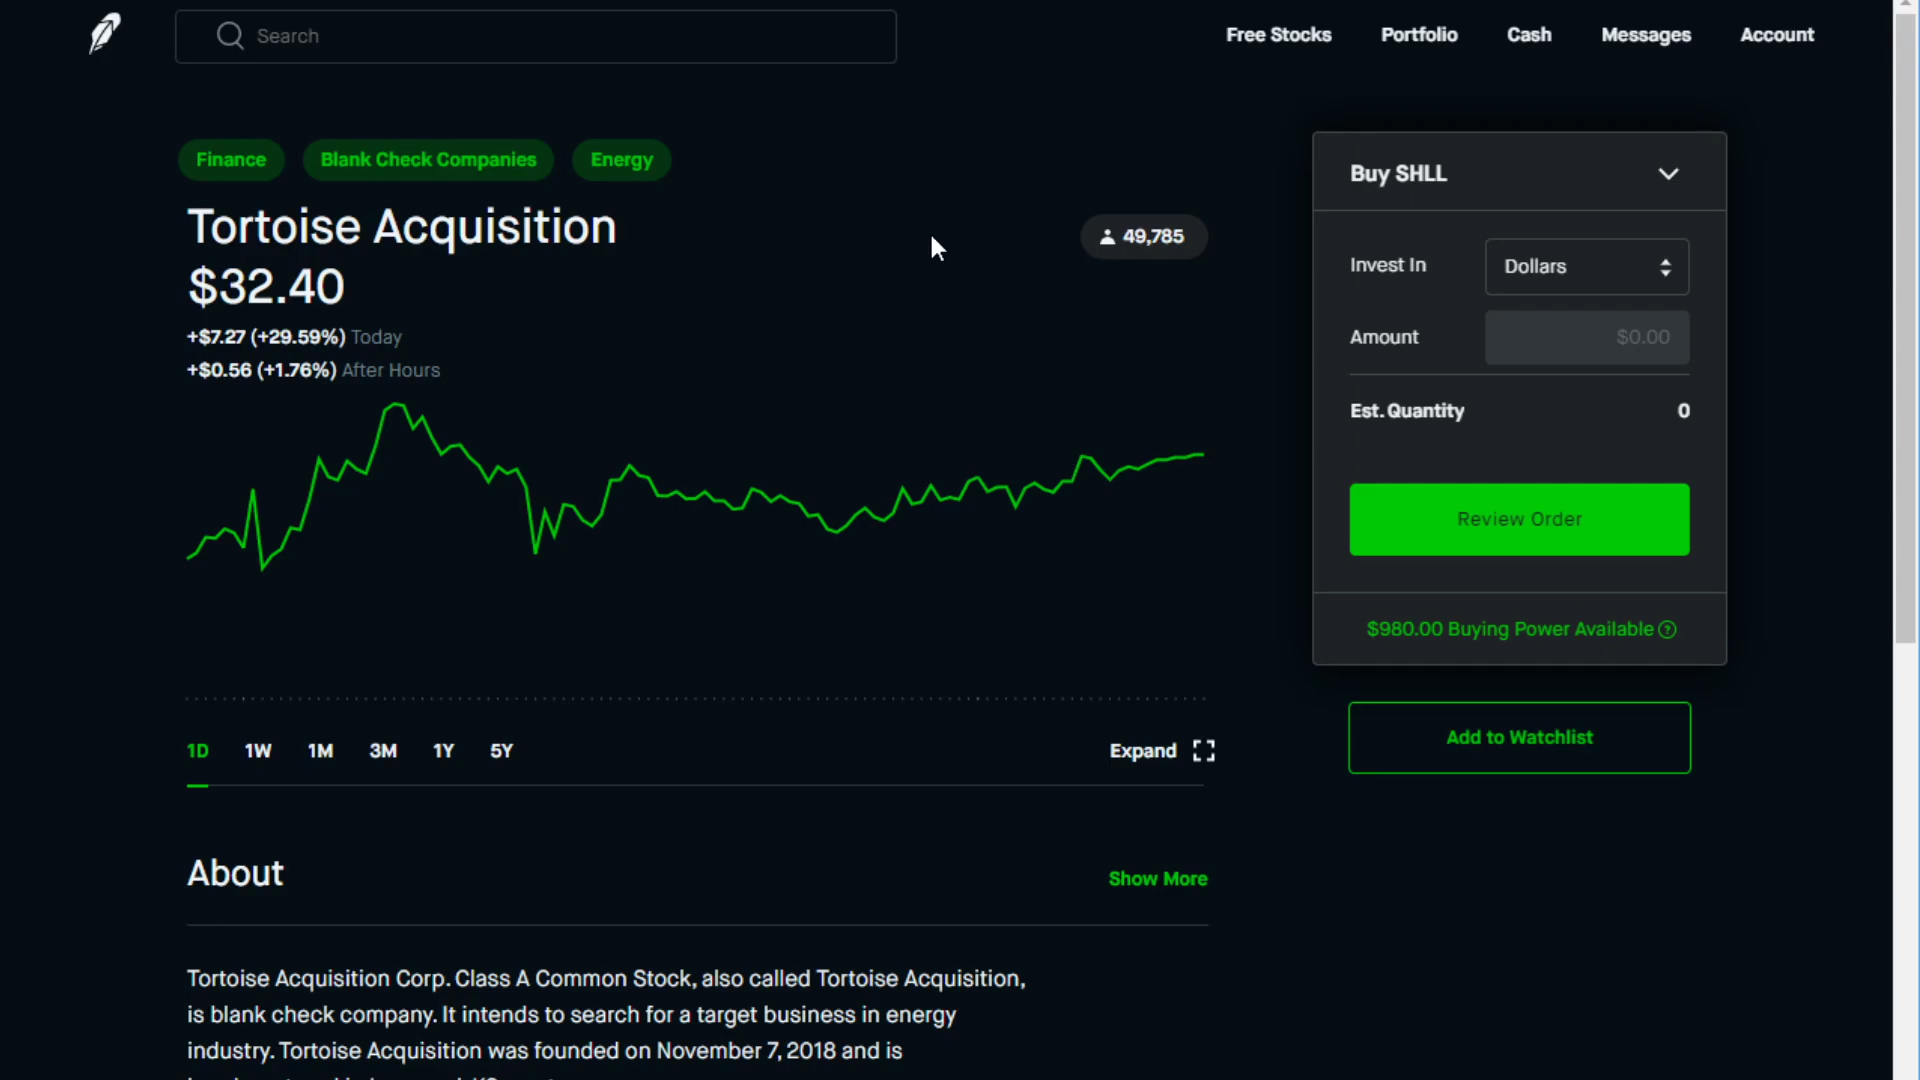 Search
Free Stocks
Portfolio
Cash
Messages
Account
Finance
Blank Check Companies
Energy
Tortoise Acquisition
49,785
$32.40
+$7.27 (+29.59%) Today
+$0.56 (+1.76%) After Hours
Buy SHLL
Invest In
Dollars
Amount
$0.00
Est. Quantity
0
Review Order
$980.00 Buying Power Available
Add to Watchlist
1D
1W
1M
3M
1Y
5Y
Expand
About
Show More
Tortoise Acquisition Corp. Class A Common Stock, also called Tortoise Acquisition,
is blank check company. It intends to search for a target business in energy
industry. Tortoise Acquisition was founded on November 7, 2018 and is